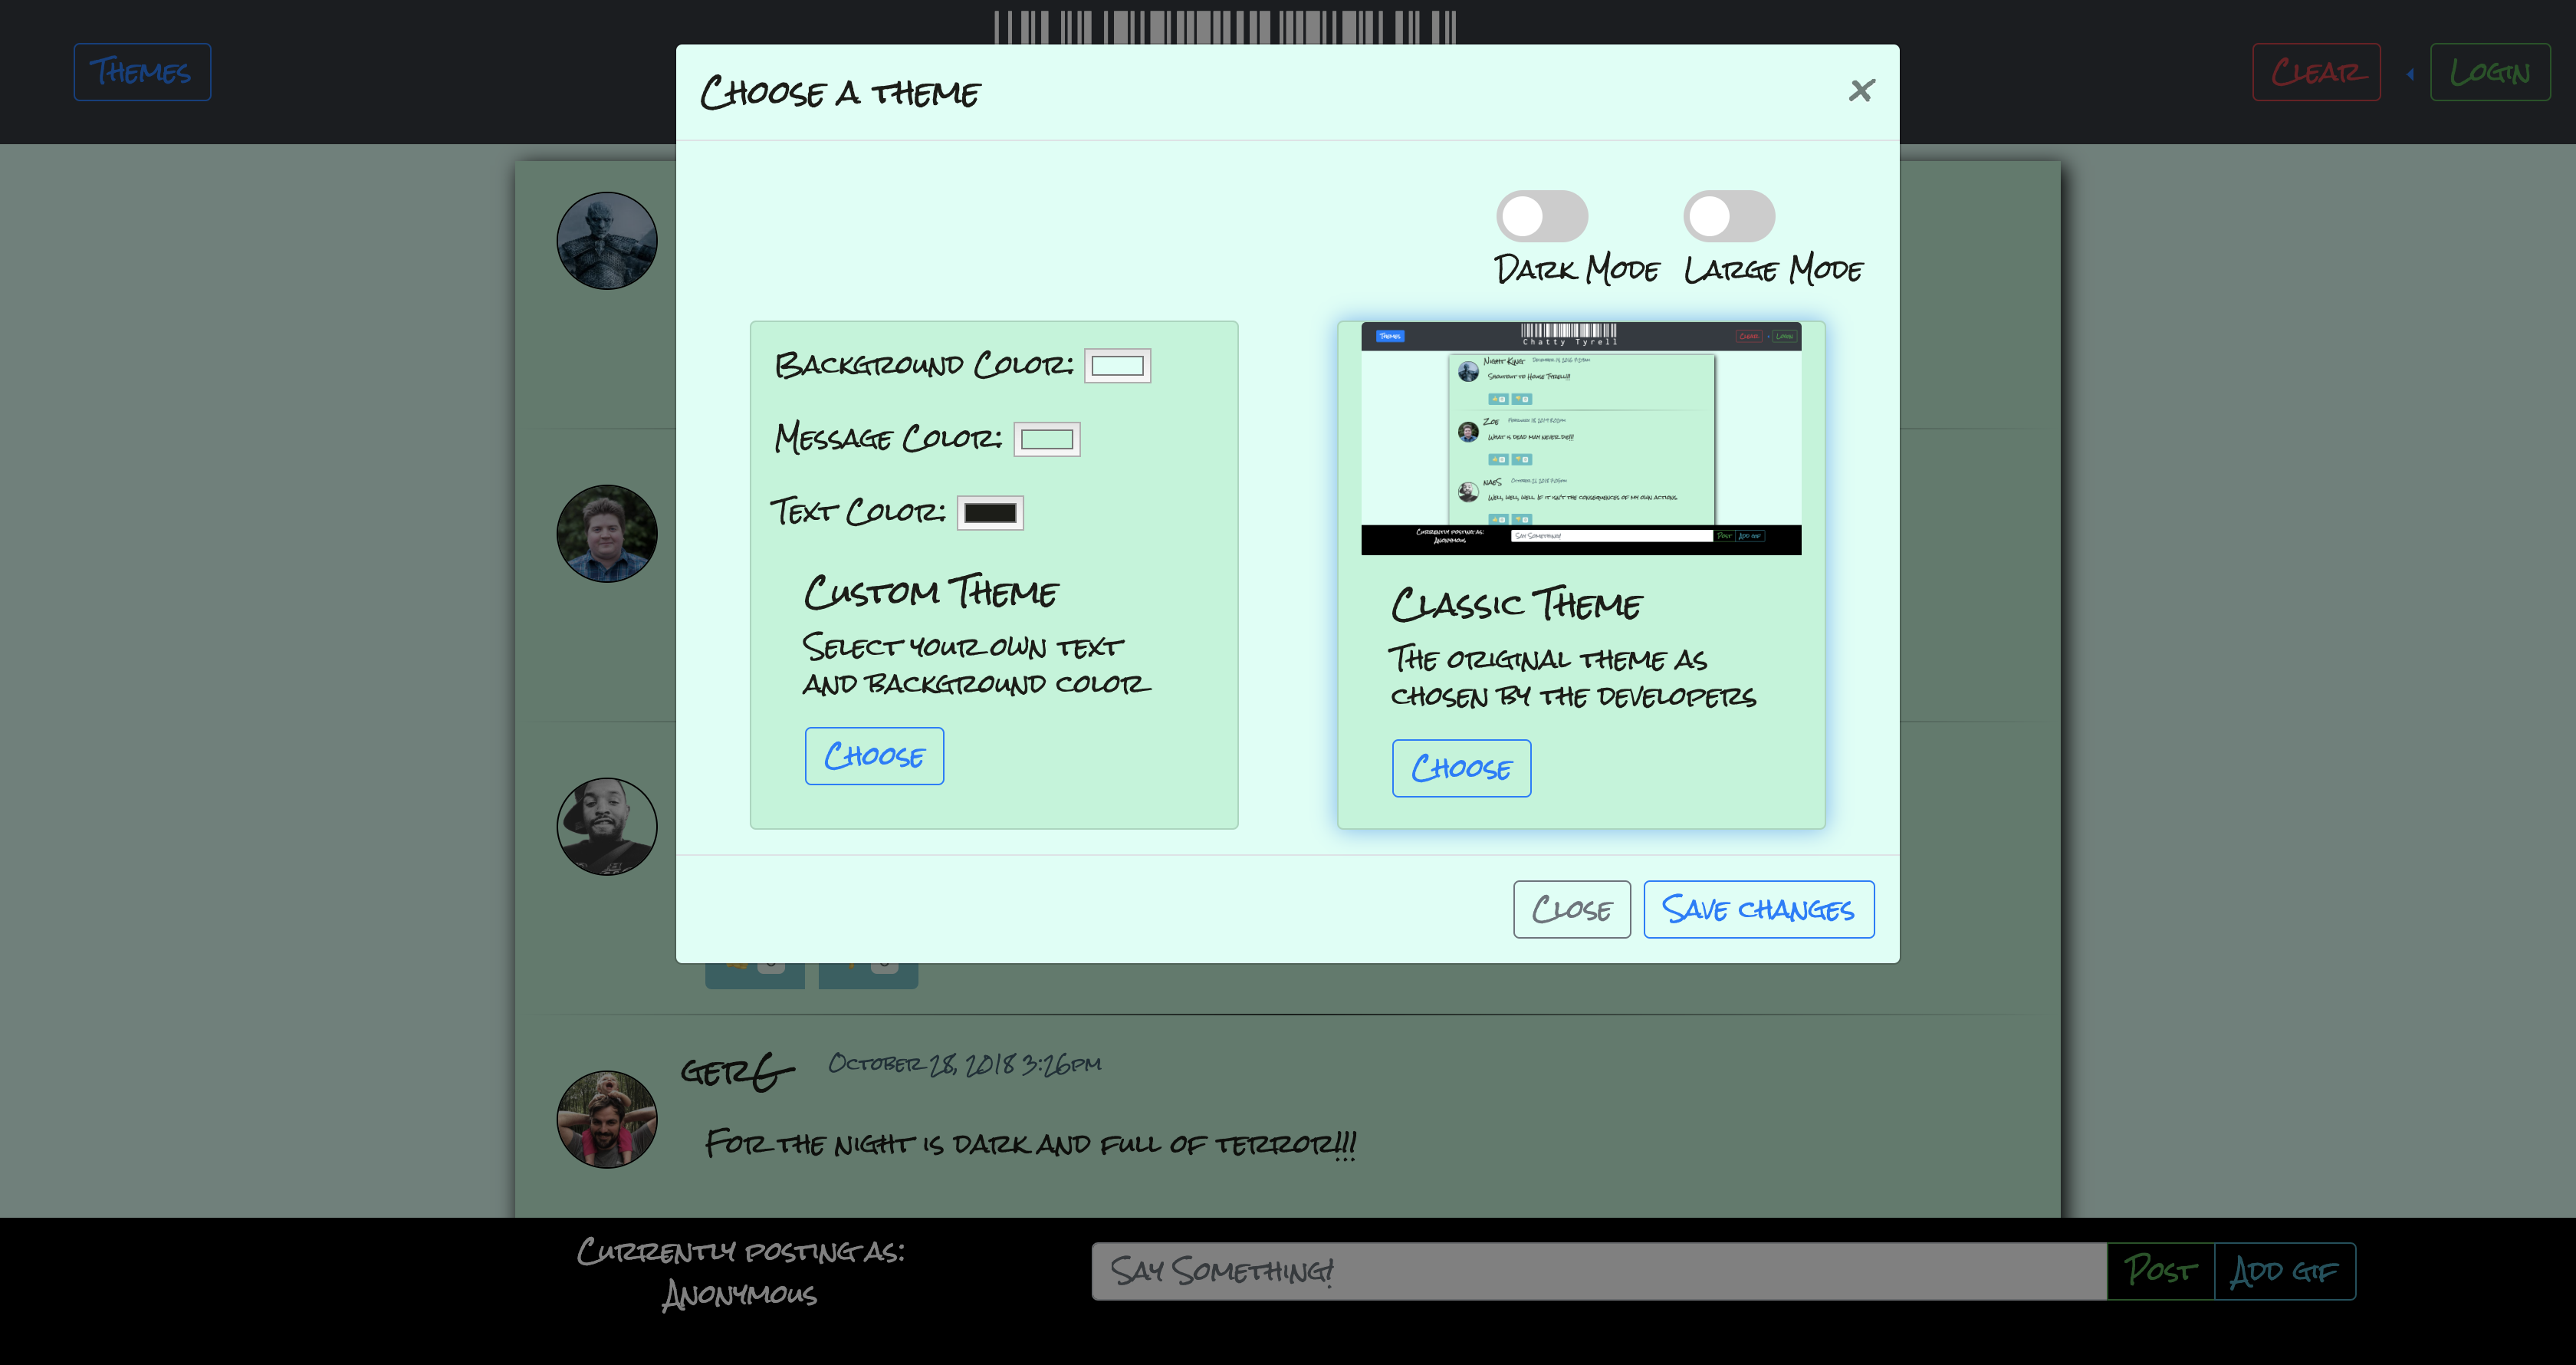 Themes
Clear
Login
Choose a theme
Dark Mode
Large Mode
Background Color:
Message Color:
Text Color:
Custom Theme
Select your own text
and background color
Choose
Themes
Chatty Tyrell
Clear
Login
Night King
Shoutout to House Tyrell!!!
Zoe
What is dead may never die!!!
naeS
Well, well, well. If it isn't the consequences of my own actions.
Currently posting as:
Anonymous
Say Something!
Post
Add gif
Classic Theme
The original theme as
chosen by the developers
Choose
Close
Save changes
gerG October 28, 2018 3:26pm
For the night is dark and full of terror!!!
Currently posting as:
Anonymous
Say Something!
Post
Add gif